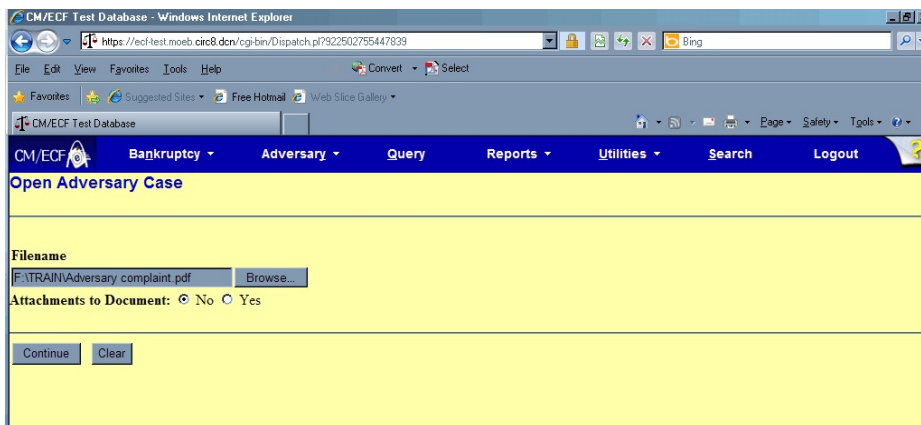 CM/ECF Test Database - Windows Internet Explorer
https://ecf-test.moeb.circ8.dcn/cgi-bin/Dispatch.pl?922502755447839
Bing
File Edit View Favorites Tools Help
Convert Select
Favorites Suggested Sites Free Hotmail Web Slice Gallery
CM/ECF Test Database
Page Safety Tools
CM/ECF Bankruptcy Adversary Query Reports Utilities Search Logout
Open Adversary Case
Filename
F:\TRAIN\Adversary complaint.pdf Browse...
Attachments to Document: No Yes
Continue Clear